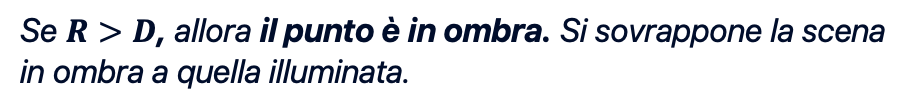 Se R > D, allora il punto è in ombra. Si sovrappone la scena
in ombra a quella illuminata.